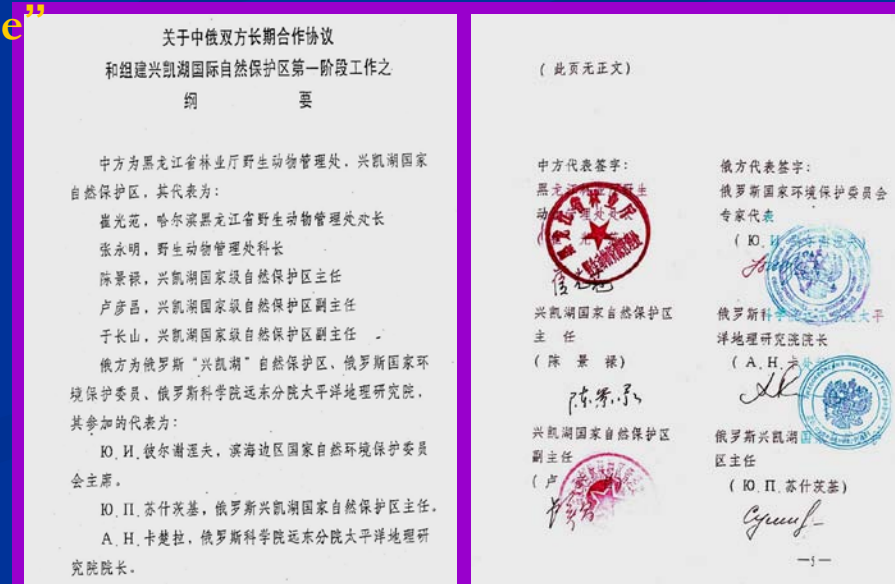 e”
关于中俄双方长期合作协议
和组建兴凯湖国际自然保护区第一阶段工作之
纲 要
中方为黑龙江省林业厅野生动物管理处，兴凯湖国家
自然保护区，其代表为：
崔光范，哈尔滨黑龙江省野生动物管理处处长
张永明，野生动物管理处科长
陈景禄，兴凯湖国家级自然保护区主任
卢彦昌，兴凯湖国家级自然保护区副主任
于长山，兴凯湖国家级自然保护区副主任
俄方为俄罗斯“兴凯湖”自然保护区、俄罗斯国家环
境保护委员、俄罗斯科学院远东分院太平洋地理研究院，
其参加的代表为：
Ю.И.彼尔谢涅夫，滨海边区国家自然环境保护委员
会主席。
Ю.П.苏什茨基，俄罗斯兴凯湖国家自然保护区主任。
А.Н.卡楚拉，俄罗斯科学院远东分院太平洋地理研
究院院长。
（此页无正文）
中方代表签字：
黑龙江林业厅野生
动
兴凯湖国家自然保护区
主 任
（陈 景 禄）
陈景禄
兴凯湖国家自然保护区
副主任
（卢
俄方代表签字：
俄罗斯国家环境保护委员会
专家代表
（Ю.И.
俄罗斯科学 太平
洋地理研究院院长
（А.Н.卡
俄罗斯兴凯湖国
区主任
（Ю.П.苏什茨基）
—5—